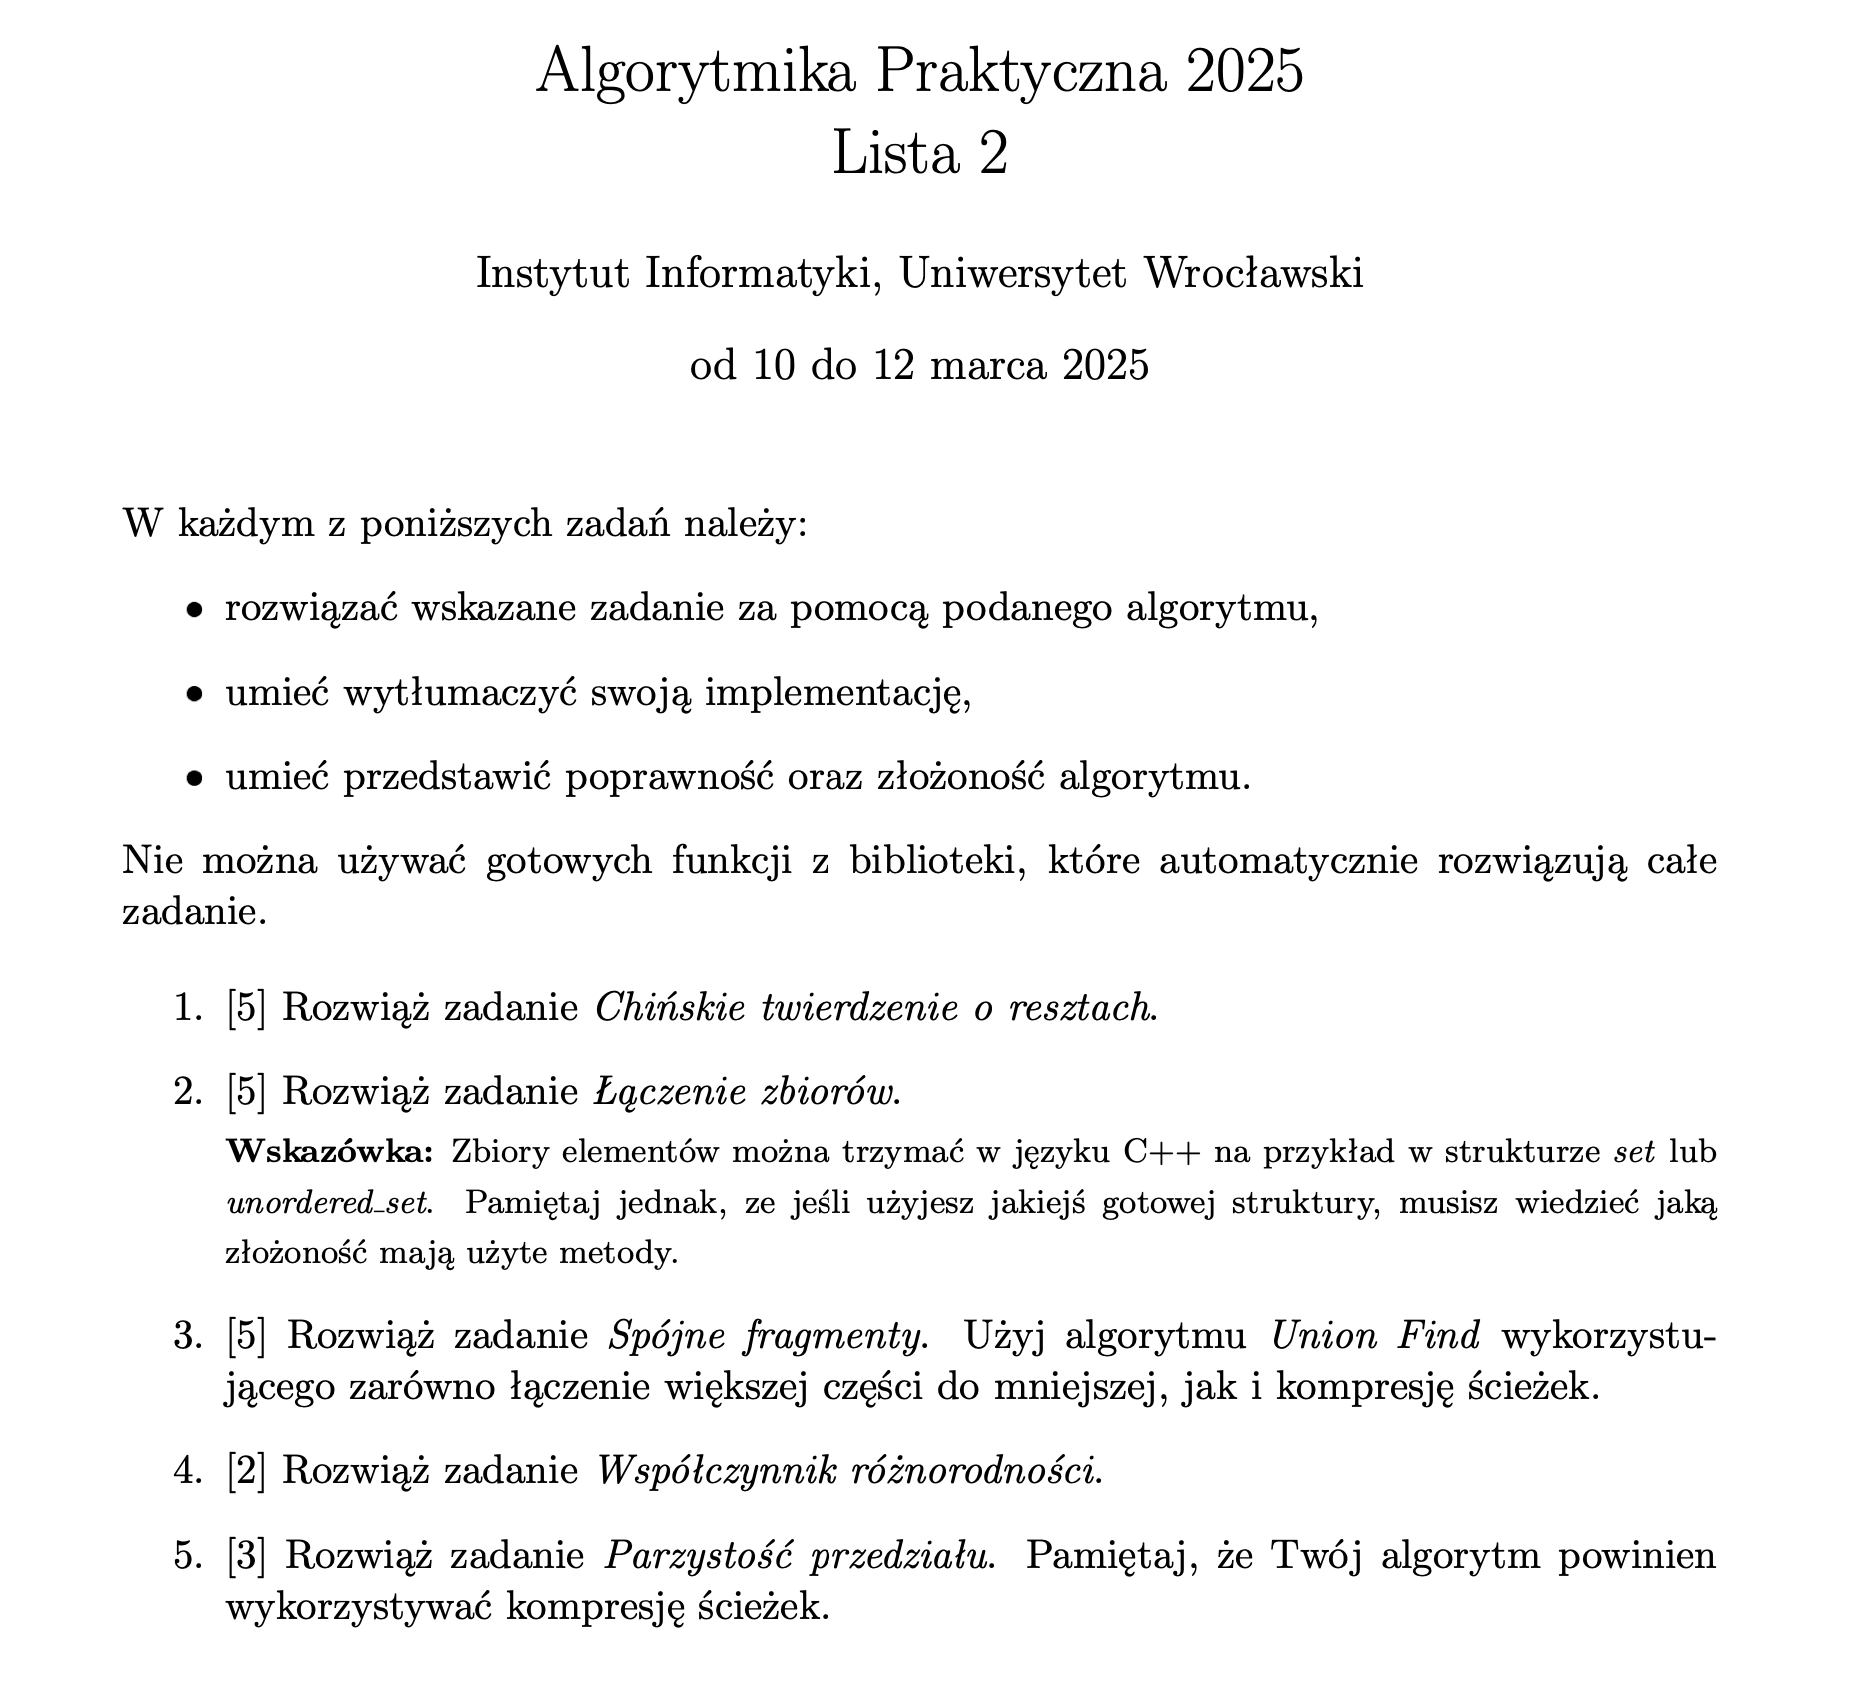 Algorytmika Praktyczna 2025
Lista 2
Instytut Informatyki, Uniwersytet Wrocławski
od 10 do 12 marca 2025
W każdym z poniższych zadań należy:
• rozwiązać wskazane zadanie za pomocą podanego algorytmu,
• umieć wytłumaczyć swoją implementację,
• umieć przedstawić poprawność oraz złożoność algorytmu.
Nie można używać gotowych funkcji z biblioteki, które automatycznie rozwiązują całe
zadanie.
1. [5] Rozwiąż zadanie Chińskie twierdzenie o resztach.
2. [5] Rozwiąż zadanie Łączenie zbiorów.
Wskazówka: Zbiory elementów można trzymać w języku C++ na przykład w strukturze set lub
unordered_set. Pamiętaj jednak, ze jeśli użyjesz jakiejś gotowej struktury, musisz wiedzieć jaką
złożoność mają użyte metody.
3. [5] Rozwiąż zadanie Spójne fragmenty. Użyj algorytmu Union Find wykorzystu-
jącego zarówno łączenie większej części do mniejszej, jak i kompresję ścieżek.
4. [2] Rozwiąż zadanie Współczynnik różnorodności.
5. [3] Rozwiąż zadanie Parzystość przedziału. Pamiętaj, że Twój algorytm powinien
wykorzystywać kompresję ścieżek.